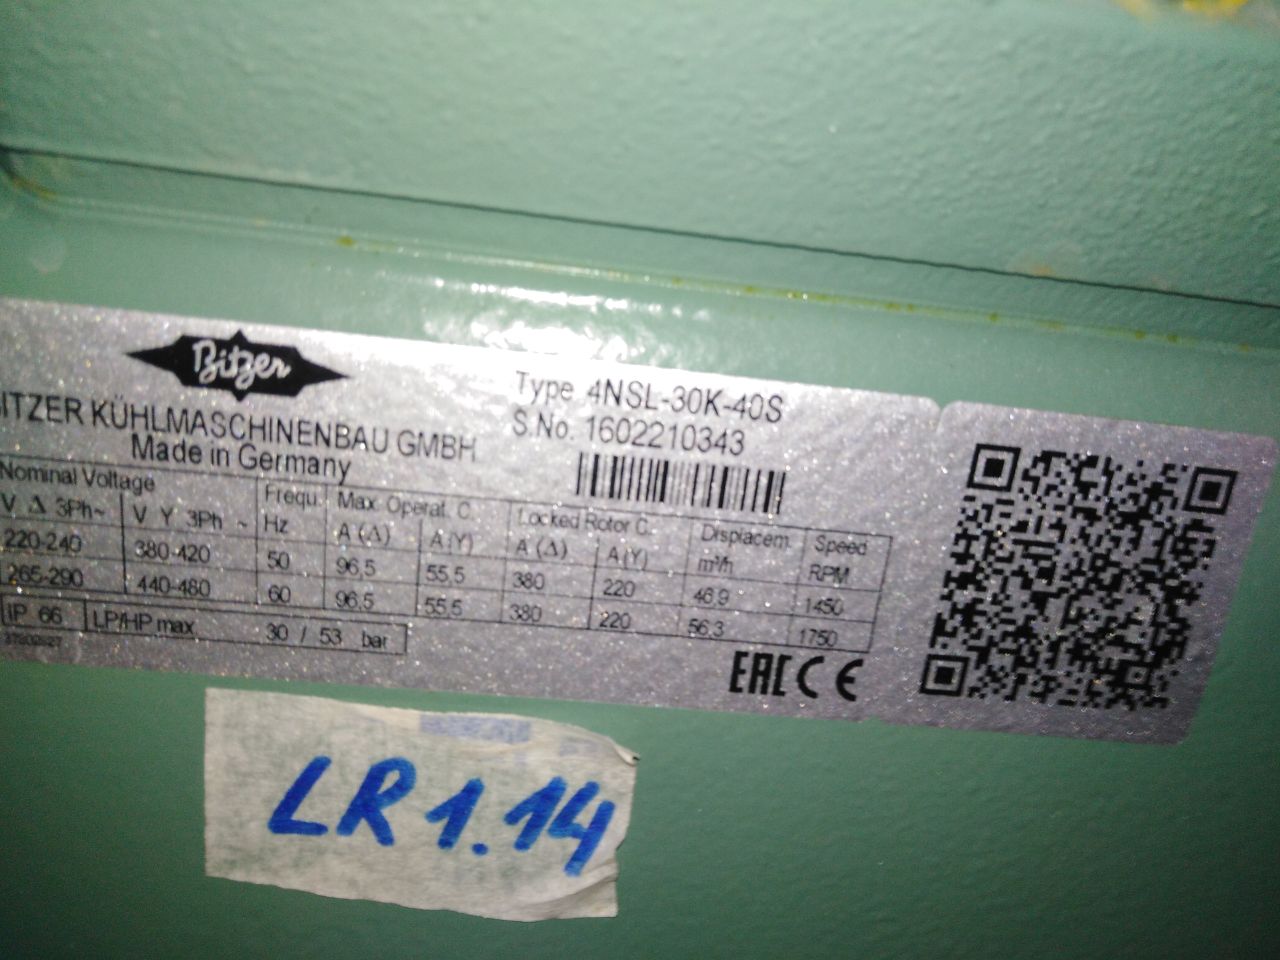 Bitzer
BITZER KÜHLMASCHINENBAU GMBH
Made in Germany
Type 4NSL-30K-40S
S.No. 1602210343
Nominal Voltage Frequ. Max. Operat. C. Locked Rotor C. Displacem. Speed
V Δ 3Ph~ V Y 3Ph ~ Hz A (Δ) A (Y) A (Δ) A (Y) m³/h RPM
220-240 380-420 50 96,5 55,5 380 220 46,9 1450
265-290 440-480 60 96,5 55,5 380 220 56,3 1750
IP 66 LP/HP max 30 / 53 bar
EAC CE
LR 1.14